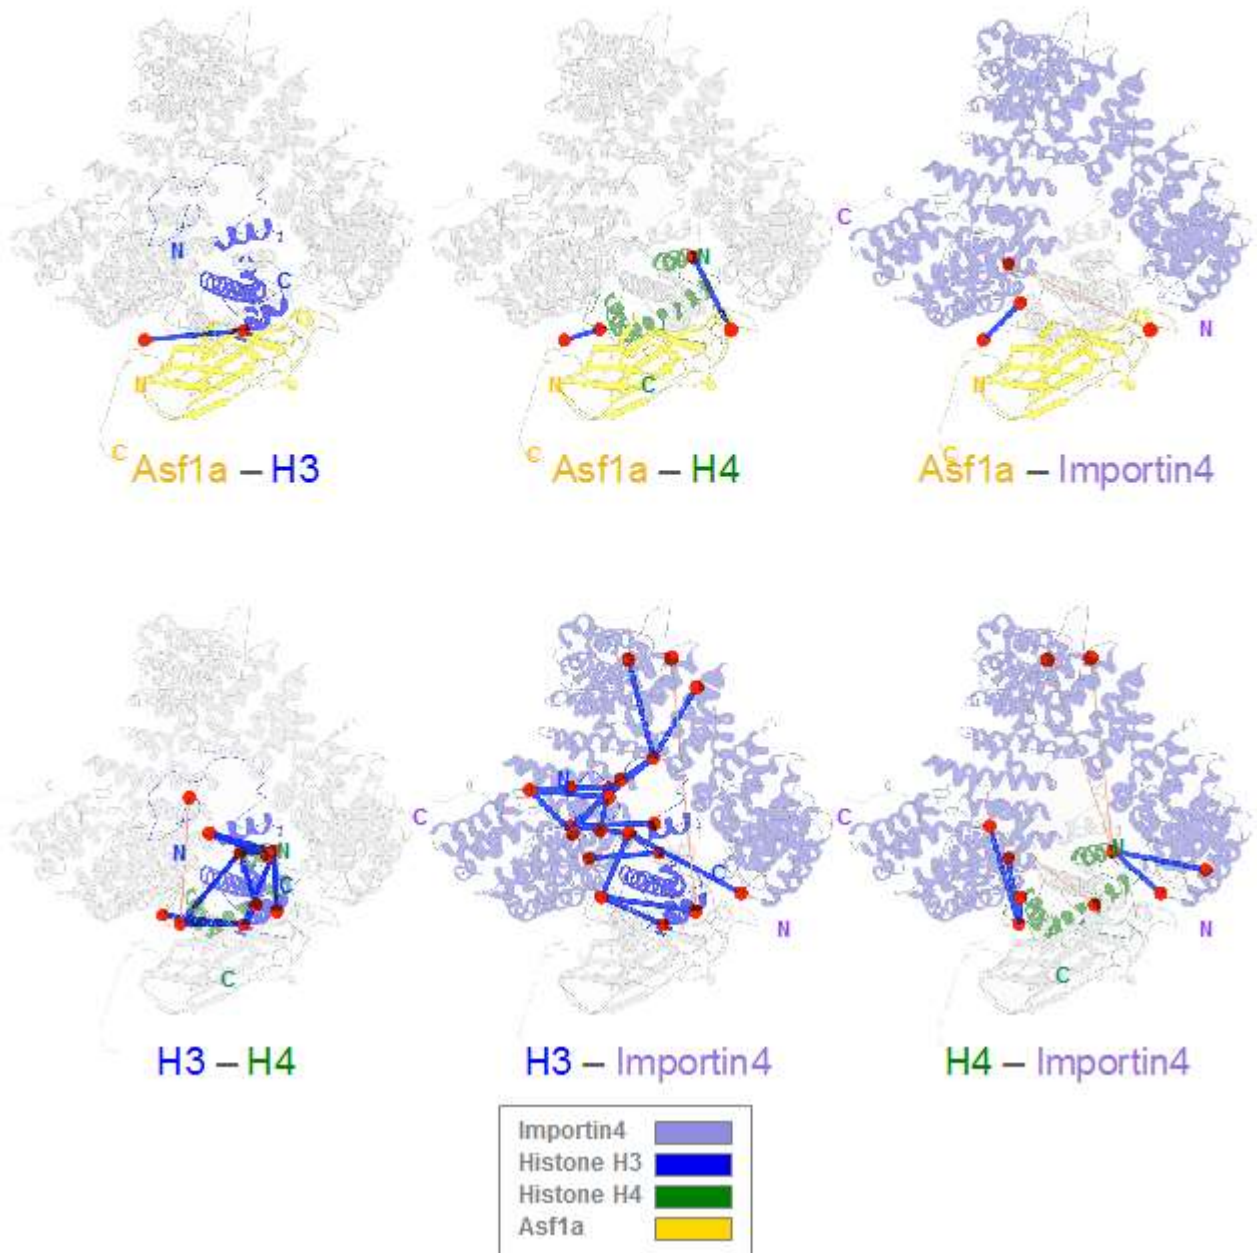 N
C
N
C
Asf1a – H3
N
N
C
C
Asf1a – H4
C
N
N
C
Asf1a – Importin4
N
N
C
C
H3 – H4
N
C
C
N
H3 – Importin4
C
N
N
C
H4 – Importin4
Importin4
Histone H3
Histone H4
Asf1a